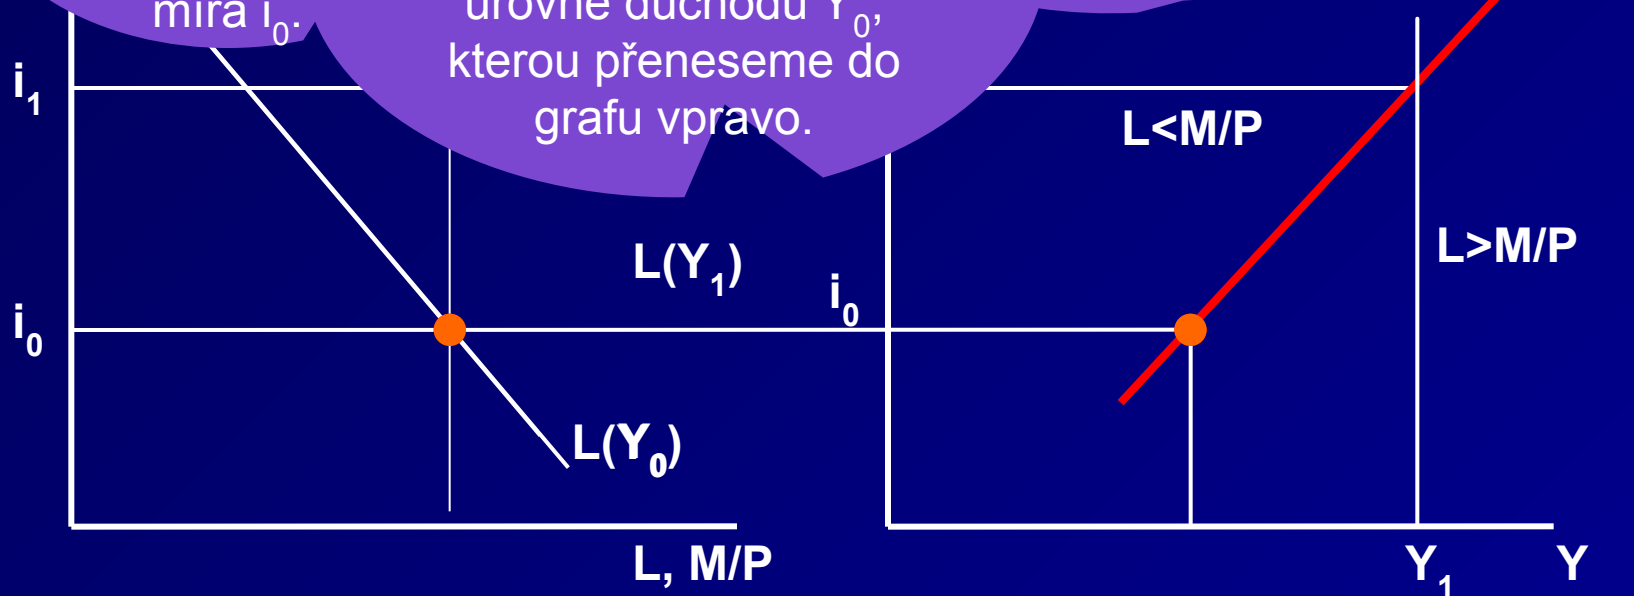 míra i₀.
úrovně důchodu Y₀,
kterou přeneseme do
grafu vpravo.
i₁
L<M/P
L>M/P
L(Y₁)
i₀
i₀
L(Y₀)
L, M/P
Y₁
Y